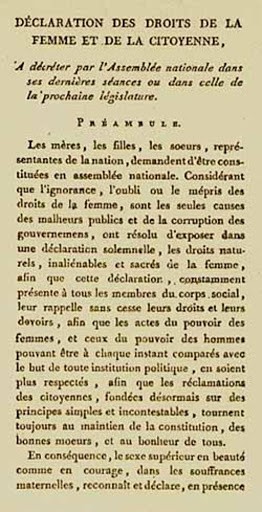 DÉCLARATION DES DROITS DE LA
FEMME ET DE LA CITOYENNE,
A décréter par l'Assemblée nationale dans
ses dernières séances ou dans celle de
la prochaine législature.
PRÉAMBULE.
Les mères, les filles, les soeurs, repré-
sentantes de la nation, demandent d'être cons-
tituées en assemblée nationale. Considérant
que l'ignorance, l'oubli ou le mépris des
droits de la femme, sont les seules causes
des malheurs publics et de la corruption des
gouvernemens, ont résolu d'exposer dans
une déclaration solemnelle, les droits natu-
rels, inaliénables et sacrés de la femme,
afin que cette déclaration, constamment
présente à tous les membres du corps social,
leur rappelle sans cesse leurs droits et leurs
devoirs, afin que les actes du pouvoir des
femmes, et ceux du pouvoir des hommes
pouvant être à chaque instant comparés avec
le but de toute institution politique, en soient
plus respectés, afin que les réclamations
des citoyennes, fondées désormais sur des
principes simples et incontestables, tournent
toujours au maintien de la constitution, des
bonnes moeurs, et au bonheur de tous.
En conséquence, le sexe supérieur en beauté
comme en courage, dans les souffrances
maternelles, reconnaît et déclare, en présence